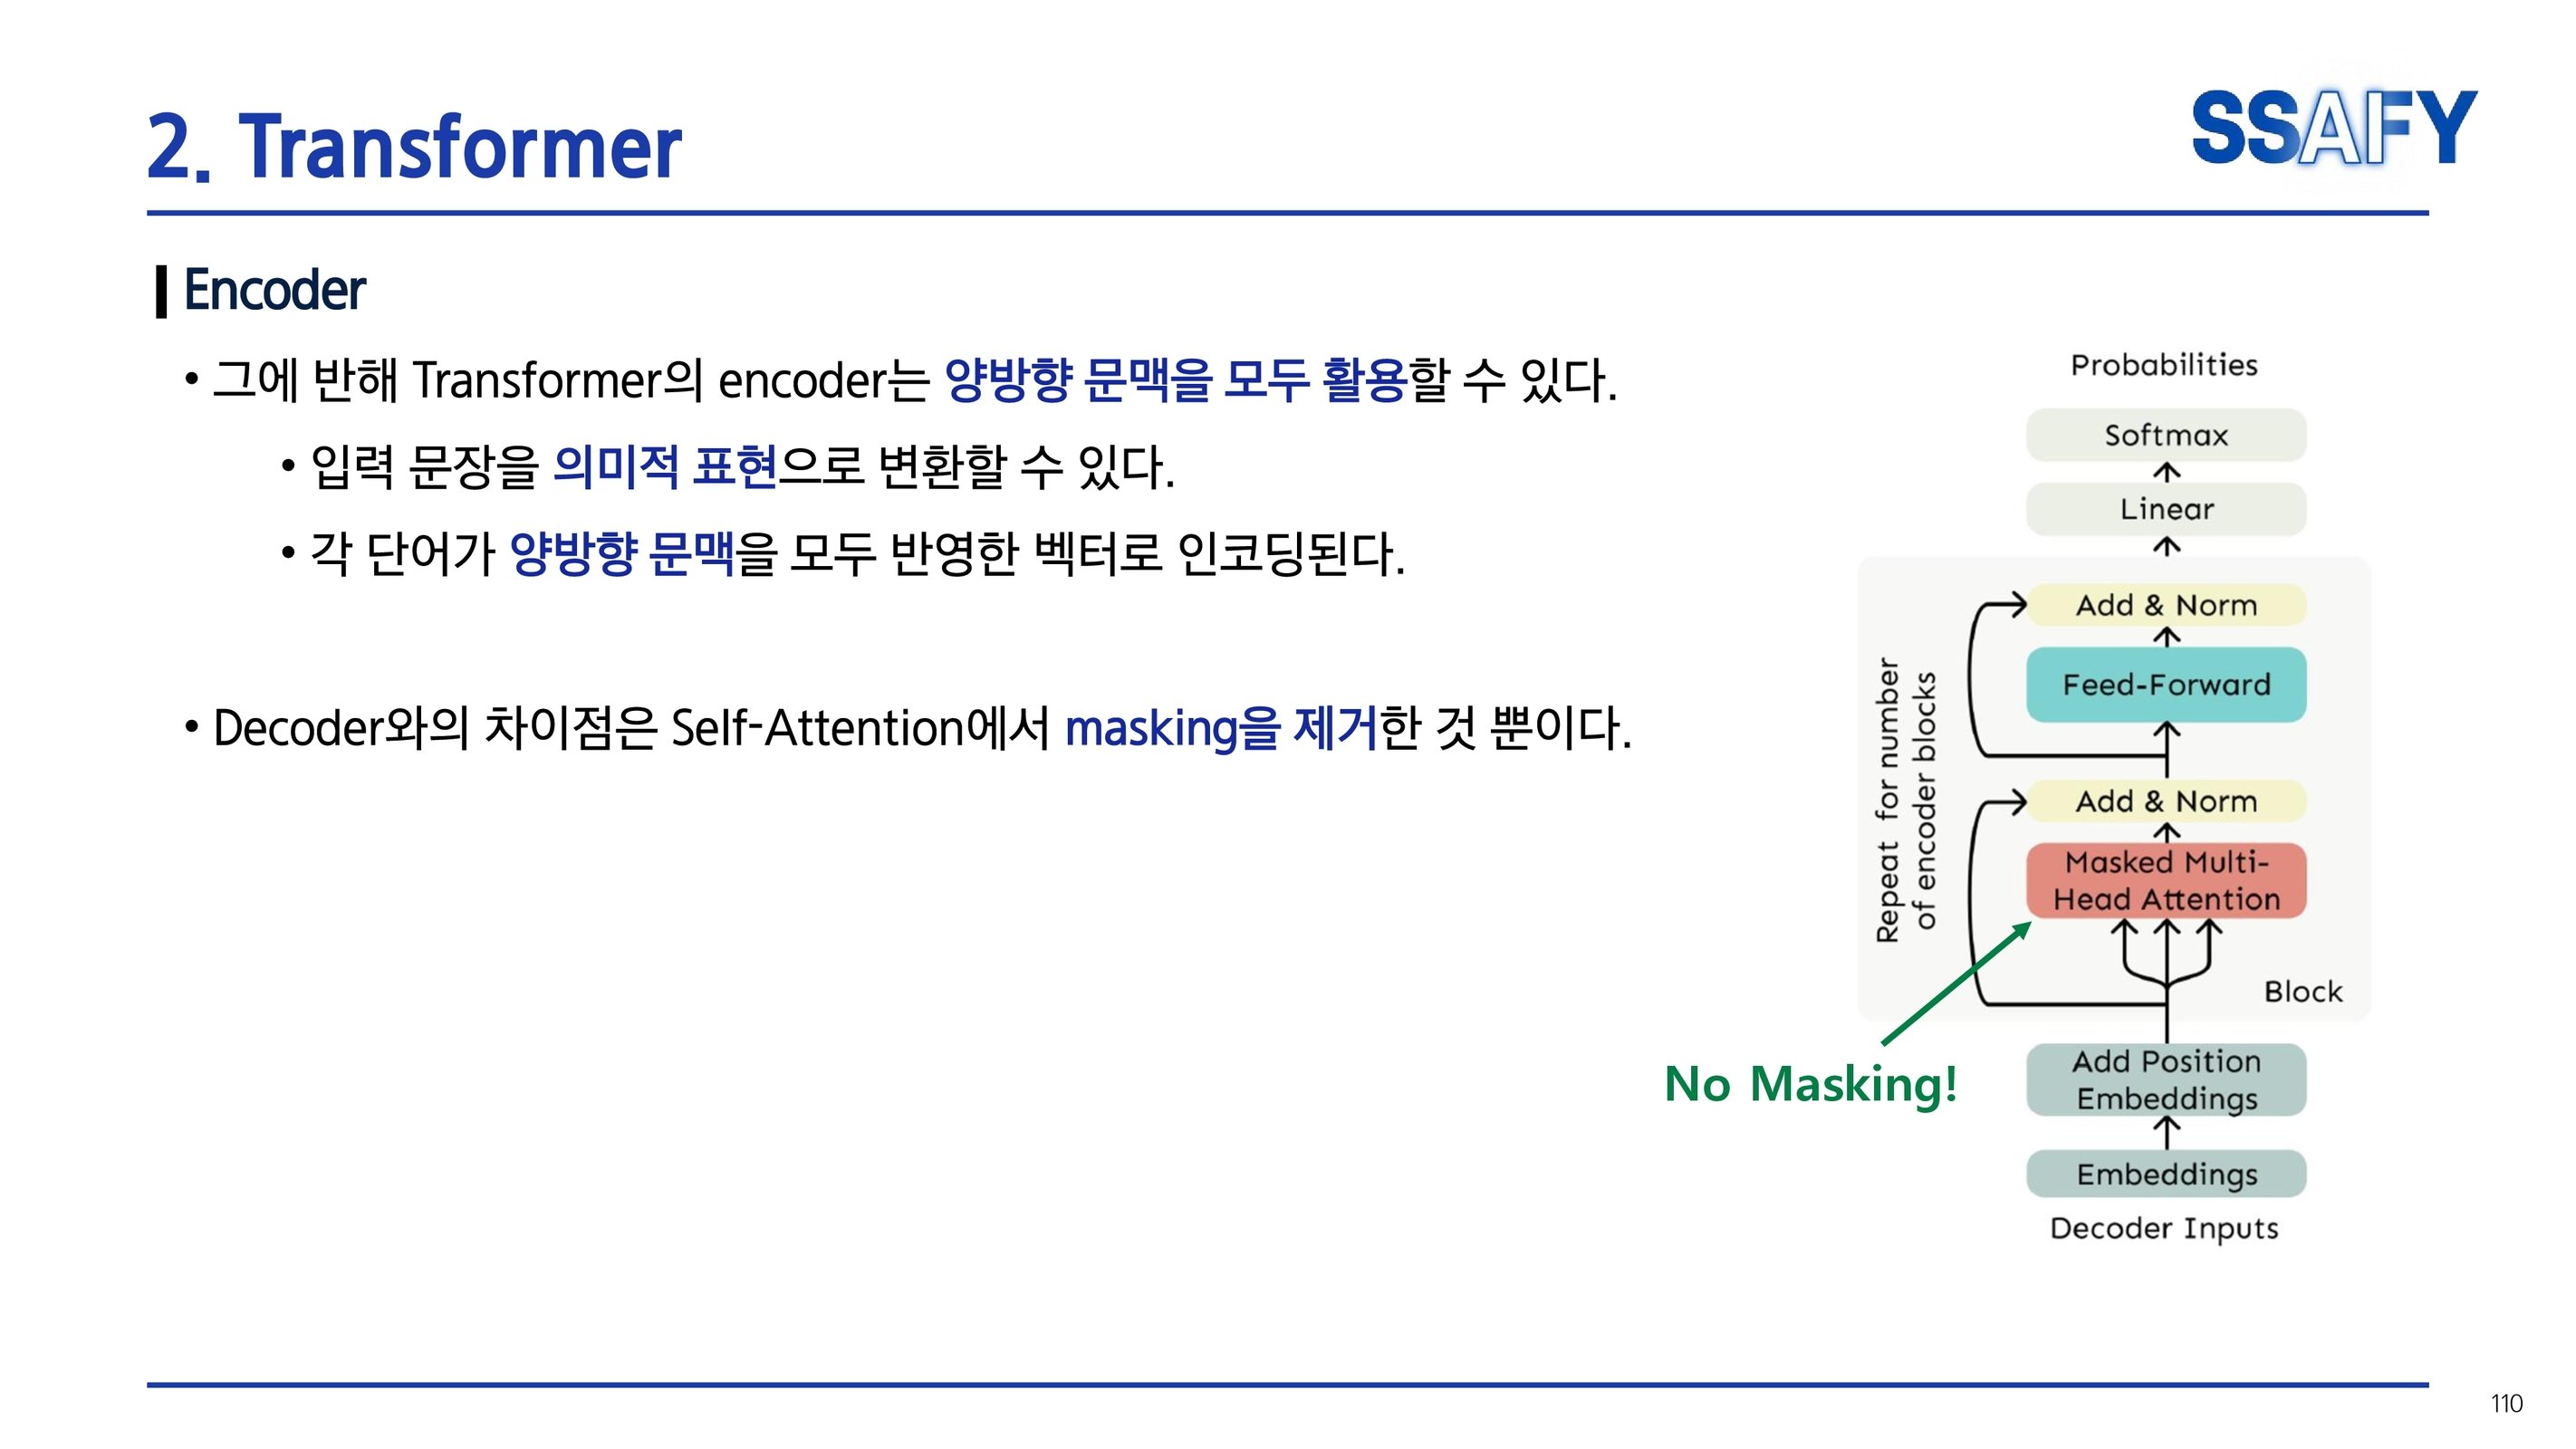 2. Transformer
SSAFY
Encoder
• 그에 반해 Transformer의 encoder는 양방향 문맥을 모두 활용할 수 있다.
• 입력 문장을 의미적 표현으로 변환할 수 있다.
• 각 단어가 양방향 문맥을 모두 반영한 벡터로 인코딩된다.
• Decoder와의 차이점은 Self-Attention에서 masking을 제거한 것 뿐이다.
Probabilities
Softmax
Linear
Add & Norm
Feed-Forward
Repeat for number
of encoder blocks
Add & Norm
Masked Multi-
Head Attention
Block
No Masking!
Add Position
Embeddings
Embeddings
Decoder Inputs
110